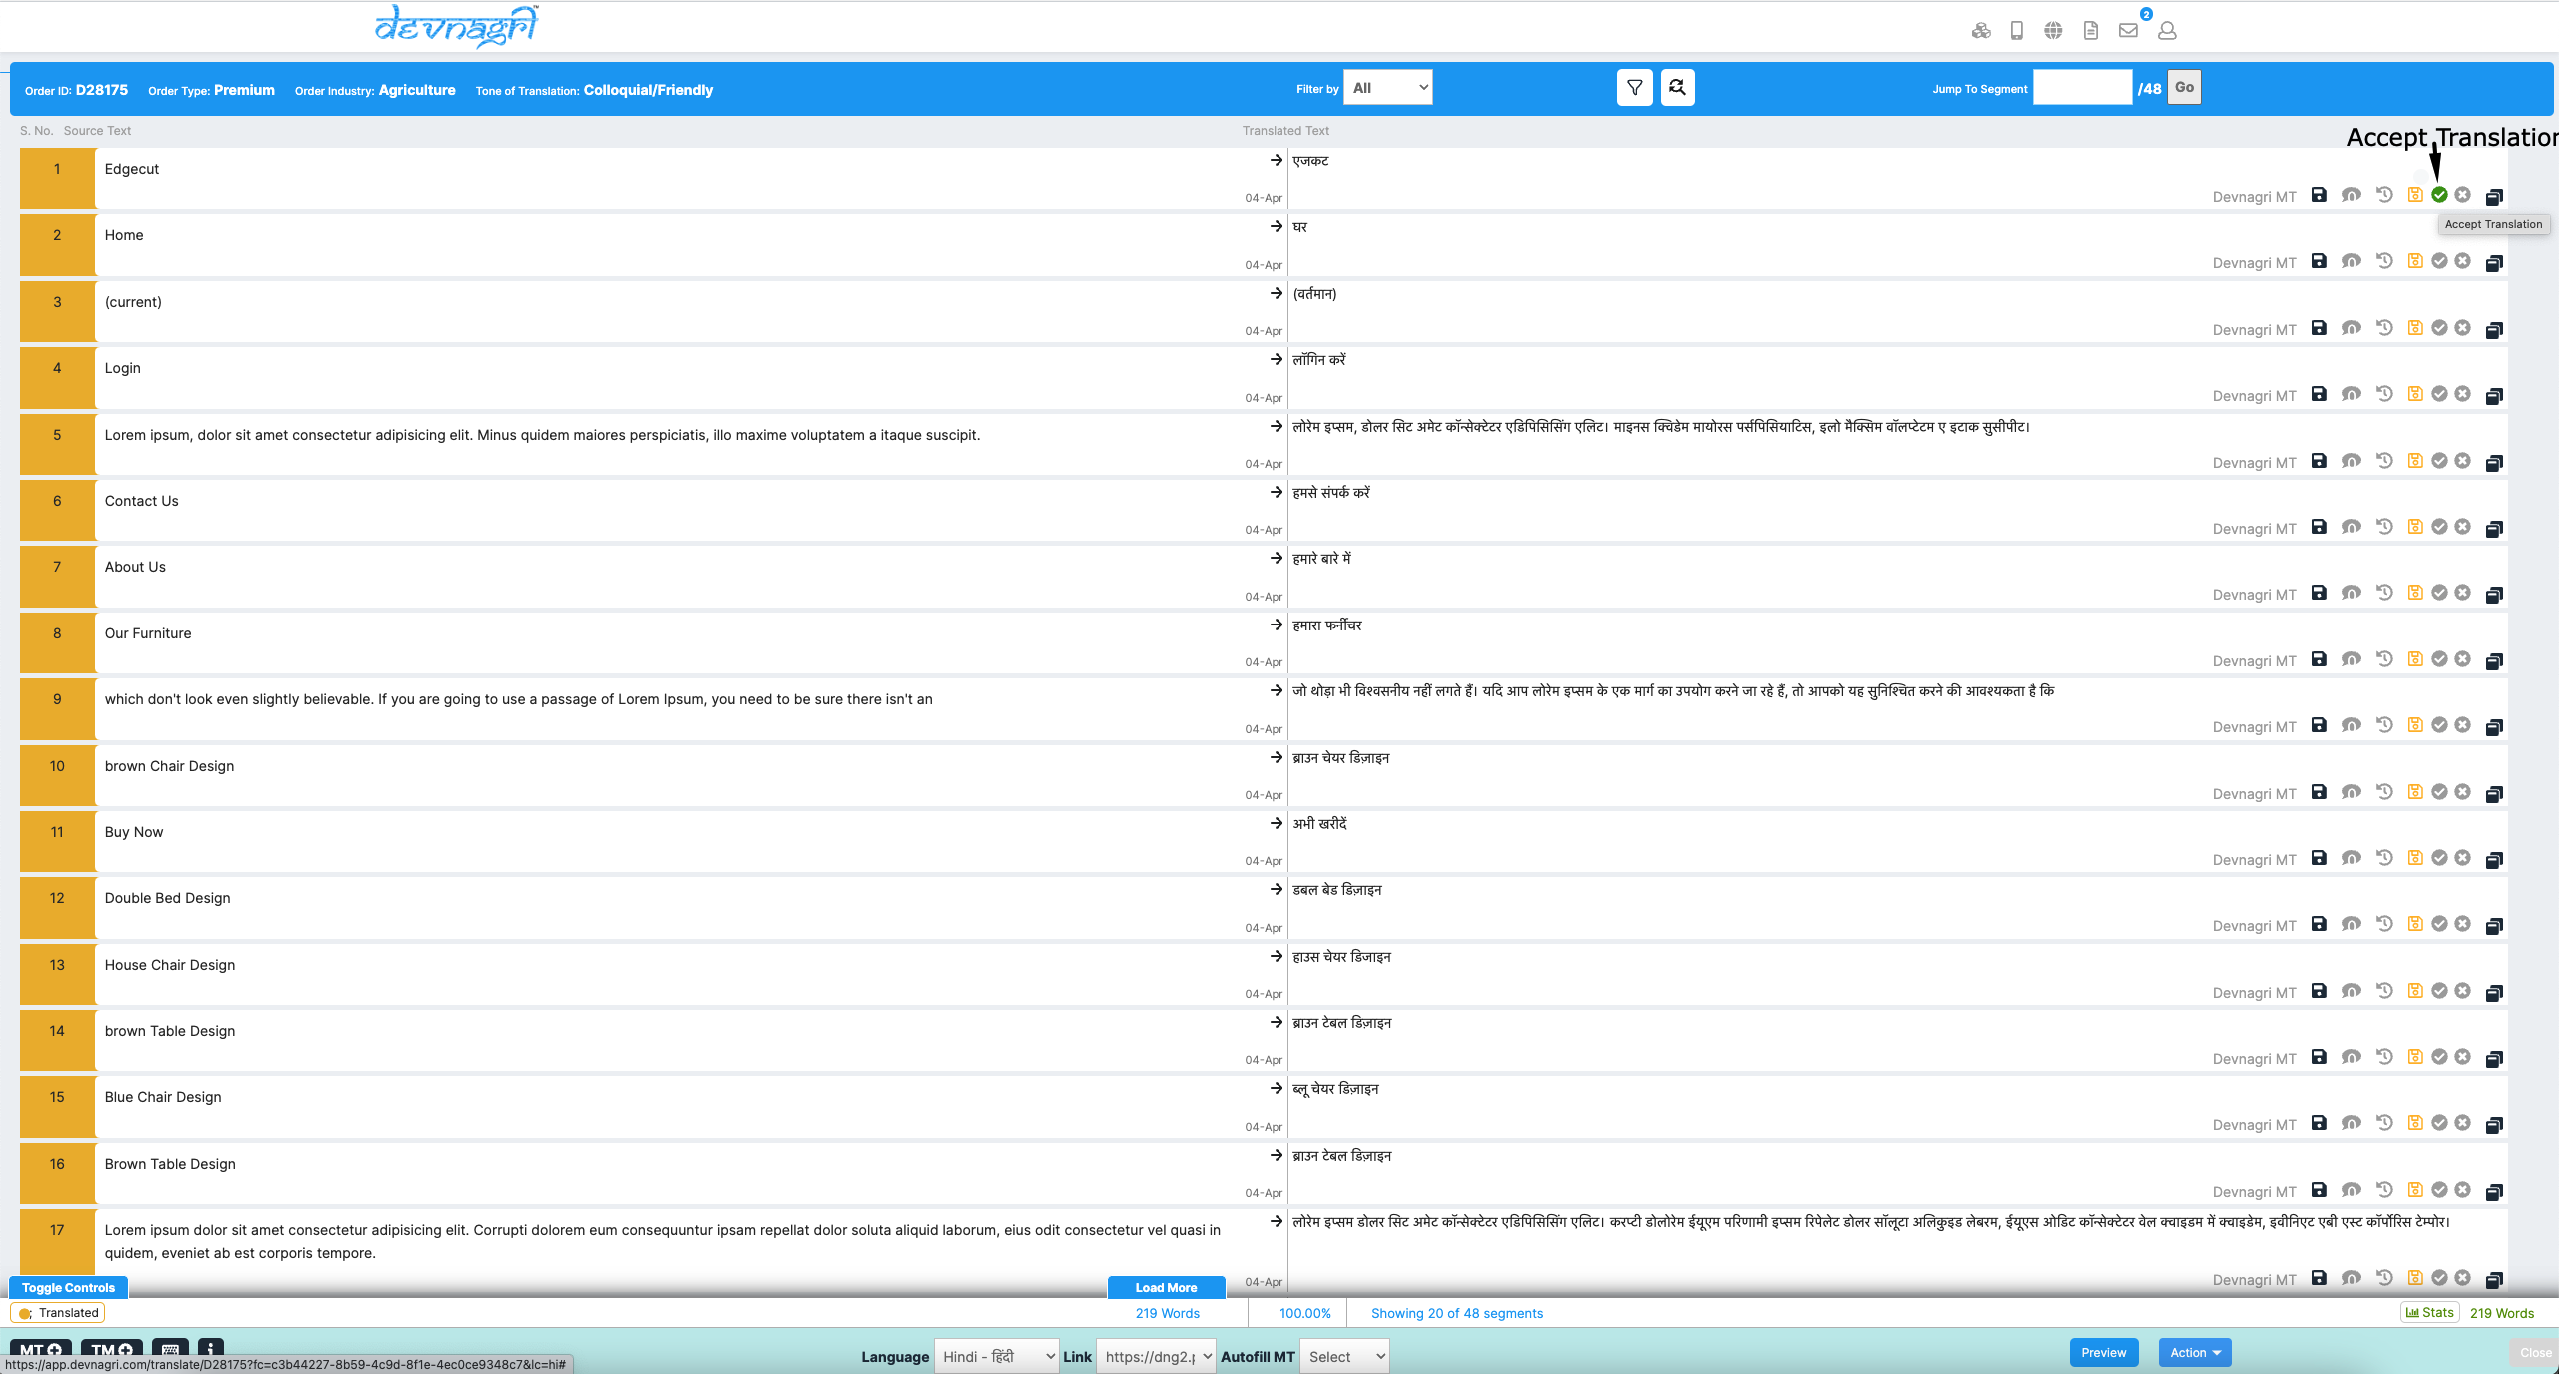 devnagri™
2
Order ID: D28175 Order Type: Premium Order Industry: Agriculture Tone of Translation: Colloquial/Friendly Filter by All Jump To Segment /48 Go
S. No. Source Text Translated Text
Accept Translation
1 Edgecut एजकट
04-Apr Devnagri MT
Accept Translation
2 Home घर
04-Apr Devnagri MT
3 (current) (वर्तमान)
04-Apr Devnagri MT
4 Login लॉगिन करें
04-Apr Devnagri MT
5 Lorem ipsum, dolor sit amet consectetur adipisicing elit. Minus quidem maiores perspiciatis, illo maxime voluptatem a itaque suscipit. लोरेम इप्सम, डोलर सिट अमेट कॉन्सेक्टेटर एडिपिसिसिंग एलिट। माइनस क्विडेम मायोरस पर्सपिसियाटिस, इलो मैक्सिम वॉलप्टेटम ए इटाक सुसीपीट।
04-Apr Devnagri MT
6 Contact Us हमसे संपर्क करें
04-Apr Devnagri MT
7 About Us हमारे बारे में
04-Apr Devnagri MT
8 Our Furniture हमारा फर्नीचर
04-Apr Devnagri MT
9 which don't look even slightly believable. If you are going to use a passage of Lorem Ipsum, you need to be sure there isn't an जो थोड़ा भी विश्वसनीय नहीं लगते हैं। यदि आप लोरेम इप्सम के एक मार्ग का उपयोग करने जा रहे हैं, तो आपको यह सुनिश्चित करने की आवश्यकता है कि
04-Apr Devnagri MT
10 brown Chair Design ब्राउन चेयर डिज़ाइन
04-Apr Devnagri MT
11 Buy Now अभी खरीदें
04-Apr Devnagri MT
12 Double Bed Design डबल बेड डिज़ाइन
04-Apr Devnagri MT
13 House Chair Design हाउस चेयर डिजाइन
04-Apr Devnagri MT
14 brown Table Design ब्राउन टेबल डिज़ाइन
04-Apr Devnagri MT
15 Blue Chair Design ब्लू चेयर डिज़ाइन
04-Apr Devnagri MT
16 Brown Table Design ब्राउन टेबल डिज़ाइन
04-Apr Devnagri MT
17 Lorem ipsum dolor sit amet consectetur adipisicing elit. Corrupti dolorem eum consequuntur ipsam repellat dolor soluta aliquid laborum, eius odit consectetur vel quasi in लोरेम इप्सम डोलर सिट अमेट कॉन्सेक्टेटर एडिपिसिसिंग एलिट। करप्टी डोलोरेम ईयूएम परिणामी इप्सम रिपेलेट डोलर सॉलूटा अलिकुइड लेबरम, ईयूएस ओडिट कॉन्सेक्टेटर वेल क्वाइडम में क्वाइडेम, इवीनिएट एबी एस्ट कॉर्पोरिस टेम्पोर।
quidem, eveniet ab est corporis tempore.
04-Apr Devnagri MT
Toggle Controls Load More
; Translated 219 Words 100.00% Showing 20 of 48 segments Stats 219 Words
MT TM i
Language Hindi - हिंदी Link https://dng2.p Autofill MT Select Preview Action Close
https://app.devnagri.com/translate/D28175?fc=c3b44227-8b59-4c9d-8f1e-4ec0ce9348c7&lc=hi#